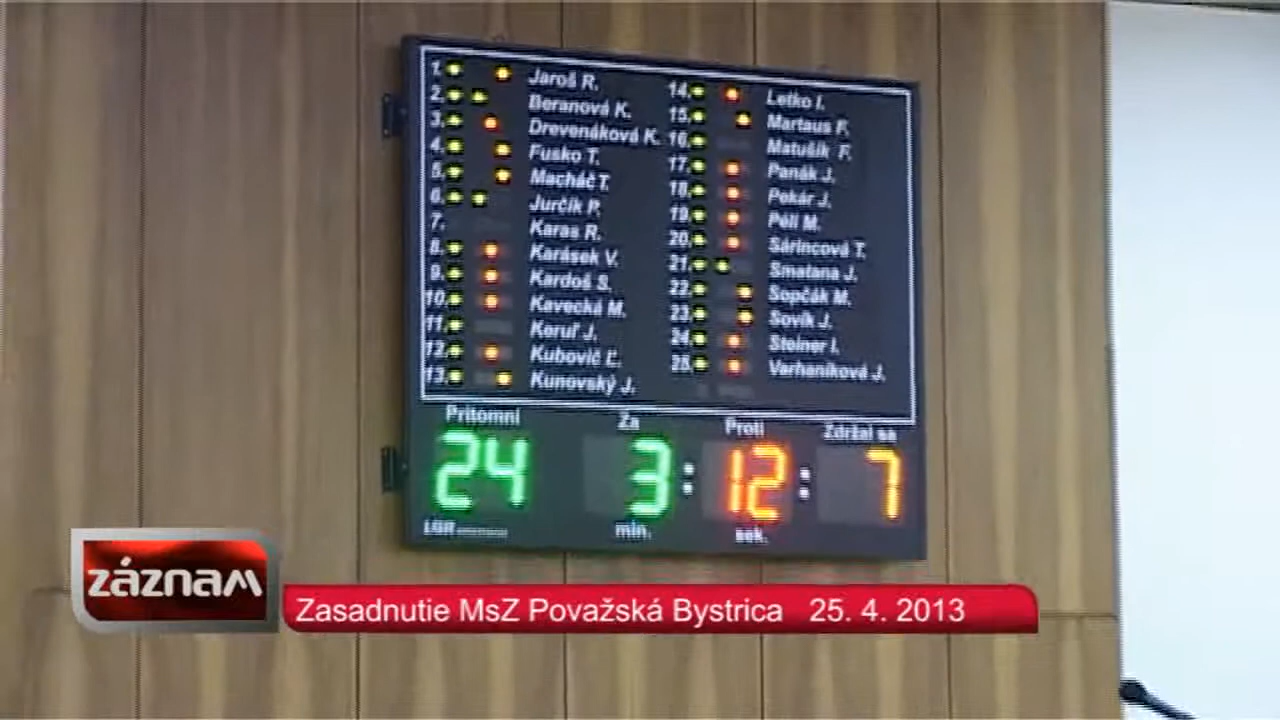 1. Jaroš R.
2. Beranová K.
3. Drevenáková K.
4. Fusko T.
5. Macháč T.
6. Jurčík P.
7. Karas R.
8. Karásek V.
9. Kardoš S.
10. Kavecká M.
11. Keruľ J.
12. Kubovič Ľ.
13. Kunovský J.
14. Letko I.
15. Martaus F.
16. Matušík F.
17. Panák J.
18. Pekár J.
19. Péli M.
20. Sárincová T.
21. Smatana J.
22. Sopčák M.
23. Sovík J.
24. Steiner I.
25. Varhaníková J.
Prítomní Za Proti Zdržal sa
24 3 : 12 : 7
min. sek.
záznam
Zasadnutie MsZ Považská Bystrica 25. 4. 2013